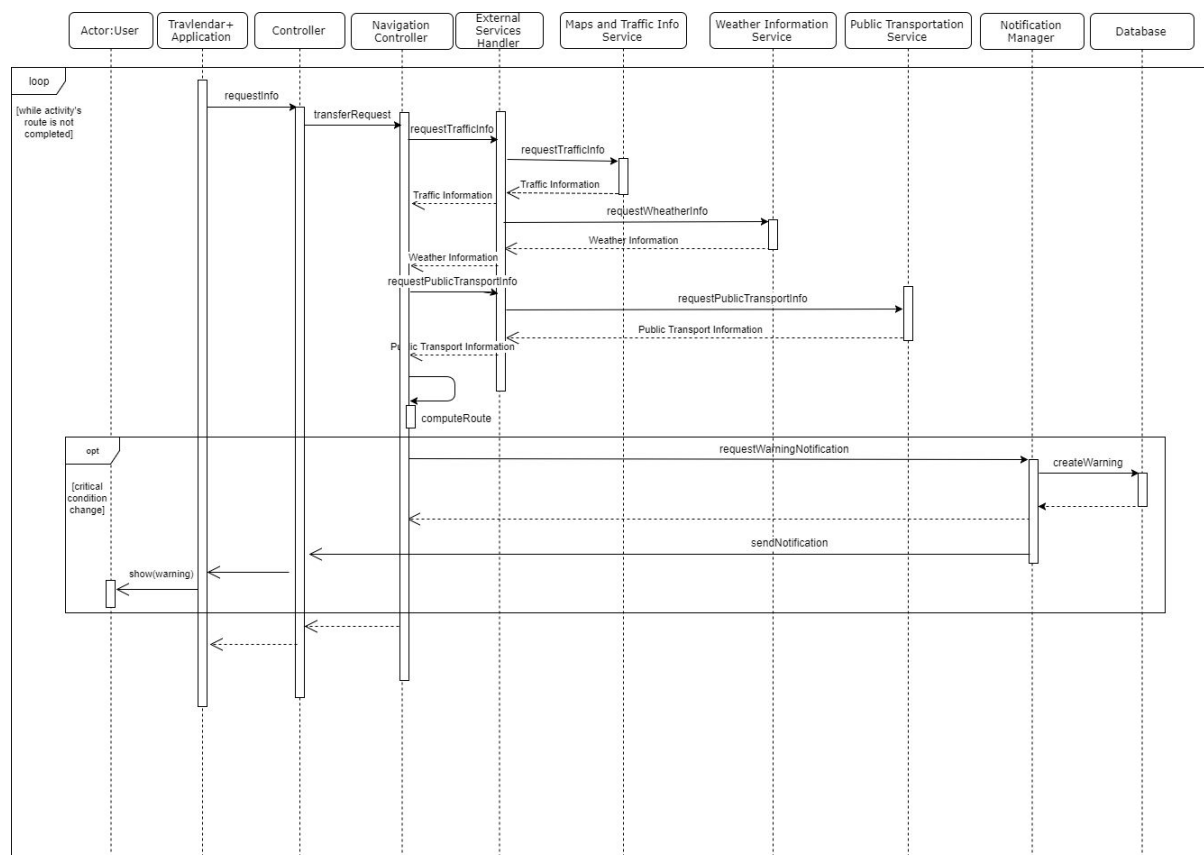 Actor:User
Travlendar+
Application
Controller
Navigation
Controller
External
Services
Handler
Maps and Traffic Info
Service
Weather Information
Service
Public Transportation
Service
Notification
Manager
Database
loop
[while activity's
route is not
completed]
requestInfo
transferRequest
requestTrafficInfo
requestTrafficInfo
Traffic Information
Traffic Information
requestWheatherInfo
Weather Information
Weather Information
requestPublicTransportInfo
requestPublicTransportInfo
Public Transport Information
Public Transport Information
computeRoute
opt
[critical
condition
change]
requestWarningNotification
createWarning
sendNotification
show(warning)